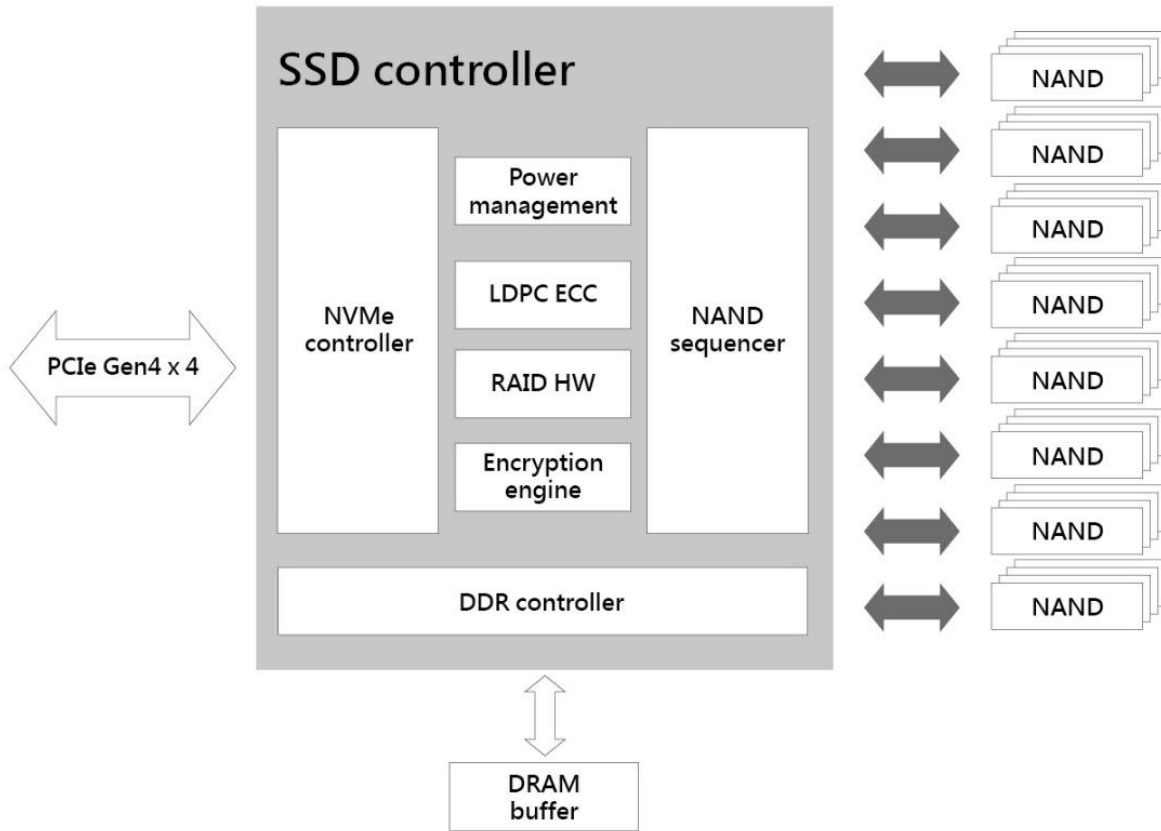 SSD controller
PCIe Gen4 x 4
NVMe
controller
Power
management
LDPC ECC
RAID HW
Encryption
engine
NAND
sequencer
DDR controller
DRAM
buffer
NAND
NAND
NAND
NAND
NAND
NAND
NAND
NAND